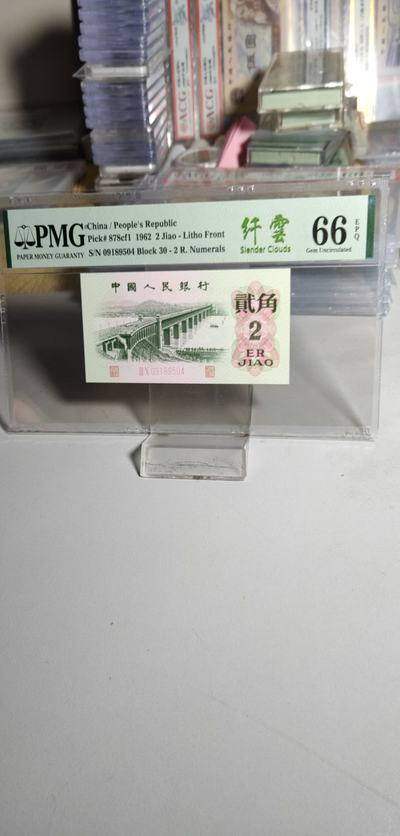 ACG
ACG
PMG
PAPER MONEY GUARANTY
China / People's Republic
Pick# 878cf1 1962 2 Jiao - Litho Front
S/N 09189504 Block 30 - 2 R. Numerals
纤雲
Slender Clouds
66
EPQ
Gem Uncirculated
中國人民銀行
貳角
2
ER
JIAO
09189504